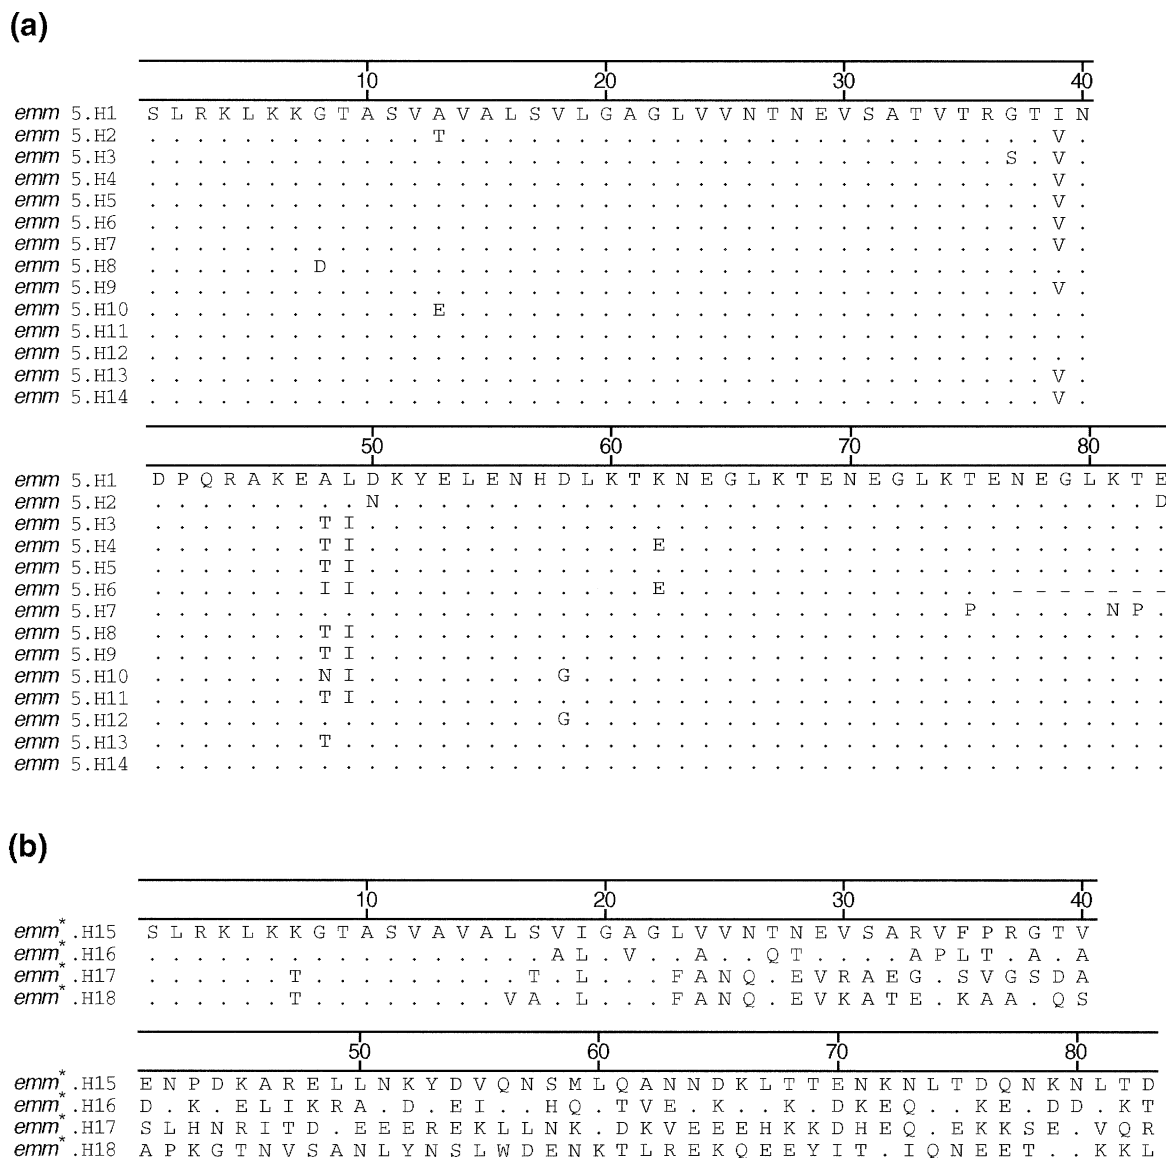 (a)
10 20 30 40
emm 5.H1 S L R K L K K G T A S V A V A L S V L G A G L V V N T N E V S A T V T R G T I N
emm 5.H2 . . . . . . . . . . . . T . . . . . . . . . . . . . . . . . . . . . . . . . V .
emm 5.H3 . . . . . . . . . . . . . . . . . . . . . . . . . . . . . . . . . . . . S . V .
emm 5.H4 . . . . . . . . . . . . . . . . . . . . . . . . . . . . . . . . . . . . . . V .
emm 5.H5 . . . . . . . . . . . . . . . . . . . . . . . . . . . . . . . . . . . . . . V .
emm 5.H6 . . . . . . . . . . . . . . . . . . . . . . . . . . . . . . . . . . . . . . V .
emm 5.H7 . . . . . . . . . . . . . . . . . . . . . . . . . . . . . . . . . . . . . . V .
emm 5.H8 . . . . . . . D . . . . . . . . . . . . . . . . . . . . . . . . . . . . . . . .
emm 5.H9 . . . . . . . . . . . . . . . . . . . . . . . . . . . . . . . . . . . . . . V .
emm 5.H10 . . . . . . . . . . . . E . . . . . . . . . . . . . . . . . . . . . . . . . . .
emm 5.H11 . . . . . . . . . . . . . . . . . . . . . . . . . . . . . . . . . . . . . . . .
emm 5.H12 . . . . . . . . . . . . . . . . . . . . . . . . . . . . . . . . . . . . . . . .
emm 5.H13 . . . . . . . . . . . . . . . . . . . . . . . . . . . . . . . . . . . . . . V .
emm 5.H14 . . . . . . . . . . . . . . . . . . . . . . . . . . . . . . . . . . . . . . V .
50 60 70 80
emm 5.H1 D P Q R A K E A L D K Y E L E N H D L K T K N E G L K T E N E G L K T E N E G L K T E
emm 5.H2 . . . . . . . . . N . . . . . . . . . . . . . . . . . . . . . . . . . . . . . . . . D
emm 5.H3 . . . . . . . T I . . . . . . . . . . . . . . . . . . . . . . . . . . . . . . . . . .
emm 5.H4 . . . . . . . T I . . . . . . . . . . . . E . . . . . . . . . . . . . . . . . . . . .
emm 5.H5 . . . . . . . T I . . . . . . . . . . . . . . . . . . . . . . . . . . . . . . . . . .
emm 5.H6 . . . . . . . I I . . . . . . . . . . . . E . . . . . . . . . . . . . . - - - - - - -
emm 5.H7 . . . . . . . . . . . . . . . . . . . . . . . . . . . . . . . . . . P . . . . . N P .
emm 5.H8 . . . . . . . T I . . . . . . . . . . . . . . . . . . . . . . . . . . . . . . . . . .
emm 5.H9 . . . . . . . T I . . . . . . . . . . . . . . . . . . . . . . . . . . . . . . . . . .
emm 5.H10 . . . . . . . N I . . . . . . . . G . . . . . . . . . . . . . . . . . . . . . . . . .
emm 5.H11 . . . . . . . T I . . . . . . . . . . . . . . . . . . . . . . . . . . . . . . . . . .
emm 5.H12 . . . . . . . . . . . . . . . . . G . . . . . . . . . . . . . . . . . . . . . . . . .
emm 5.H13 . . . . . . . T . . . . . . . . . . . . . . . . . . . . . . . . . . . . . . . . . . .
emm 5.H14 . . . . . . . . . . . . . . . . . . . . . . . . . . . . . . . . . . . . . . . . . . .
(b)
10 20 30 40
emm*.H15 S L R K L K K G T A S V A V A L S V I G A G L V V N T N E V S A R V F P R G T V
emm*.H16 . . . . . . . . . . . . . . . . . A L . V . . A . . Q T . . . . A P L T . A . A
emm*.H17 . . . . . . T . . . . . . . . . T . L . . . F A N Q . E V R A E G . S V G S D A
emm*.H18 . . . . . . T . . . . . . . . V A . L . . . F A N Q . E V K A T E . K A A . Q S
50 60 70 80
emm*.H15 E N P D K A R E L L N K Y D V Q N S M L Q A N N D K L T T E N K N L T D Q N K N L T D
emm*.H16 D . K . E L I K R A . D . E I . . H Q . T V E . K . . K . D K E Q . . K E . D D . K T
emm*.H17 S L H N R I T D . E E E R E K L L N K . D K V E E E H K K D H E Q . E K K S E . V Q R
emm*.H18 A P K G T N V S A N L Y N S L W D E N K T L R E K Q E E Y I T . I Q N E E T . . K K L